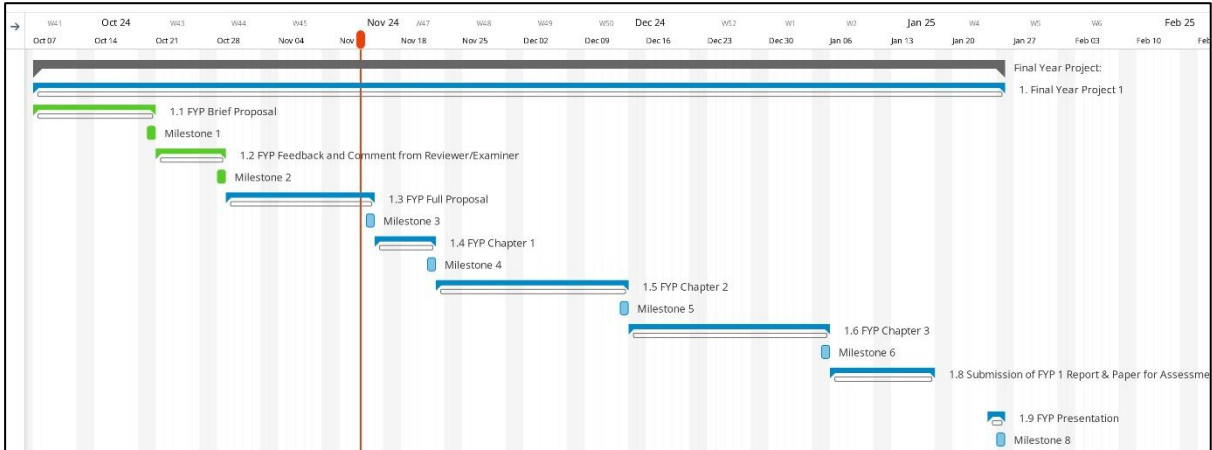 W41 Oct 24 W43 W44 W45 Nov 24 W47 W48 W49 W50 Dec 24 W52 W1 W2 Jan 25 W4 W5 W6 Feb 25
Oct 07 Oct 14 Oct 21 Oct 28 Nov 04 Nov Nov 18 Nov 25 Dec 02 Dec 09 Dec 16 Dec 23 Dec 30 Jan 06 Jan 13 Jan 20 Jan 27 Feb 03 Feb 10 Feb
Final Year Project:
1. Final Year Project 1
1.1 FYP Brief Proposal
Milestone 1
1.2 FYP Feedback and Comment from Reviewer/Examiner
Milestone 2
1.3 FYP Full Proposal
Milestone 3
1.4 FYP Chapter 1
Milestone 4
1.5 FYP Chapter 2
Milestone 5
1.6 FYP Chapter 3
Milestone 6
1.8 Submission of FYP 1 Report & Paper for Assessme
1.9 FYP Presentation
Milestone 8